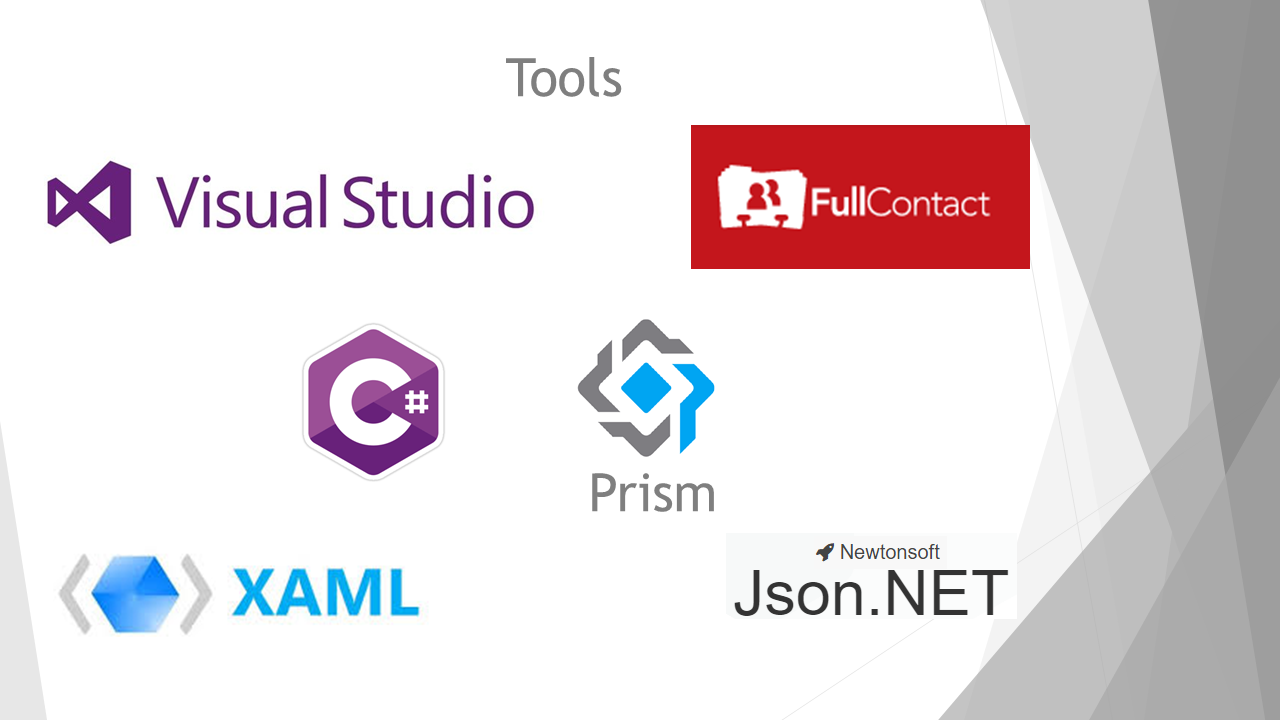 Tools
Visual Studio
FullContact
C#
Prism
XAML
Newtonsoft
Json.NET